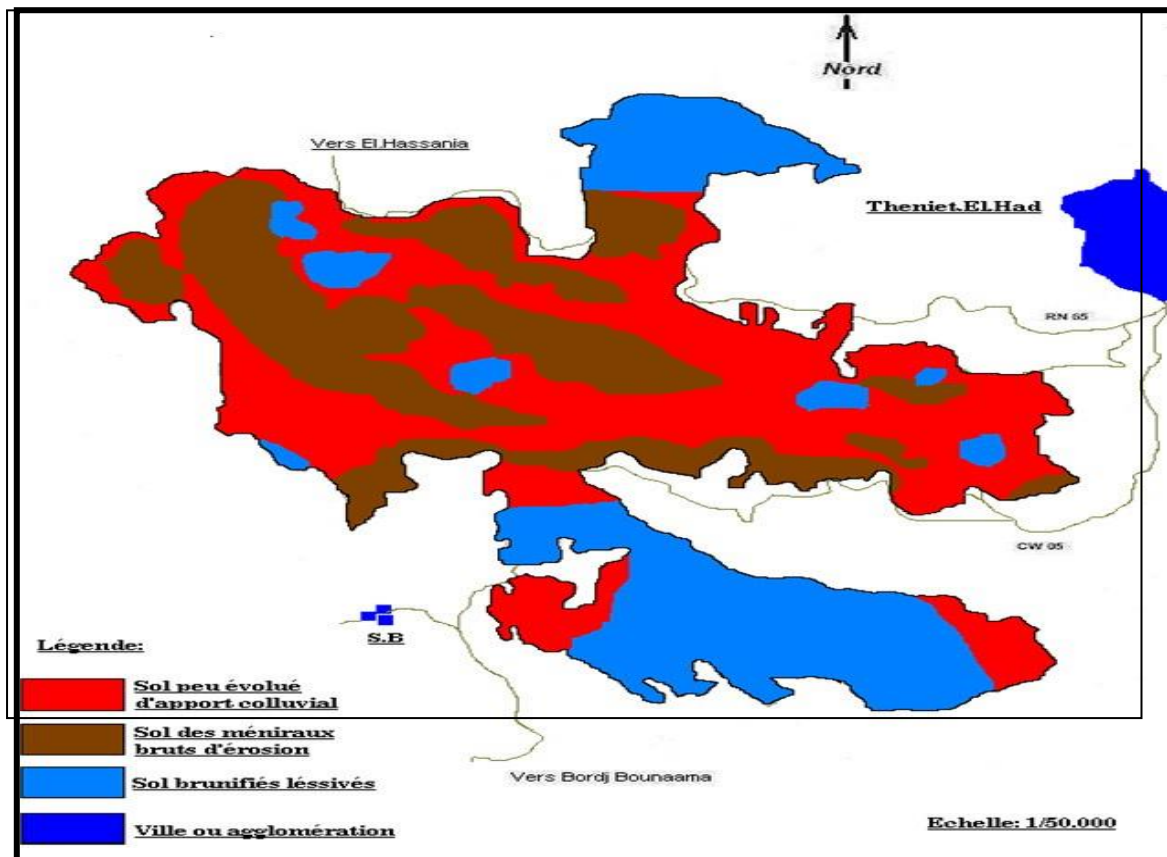 Nord
Vers El.Hassania
Theniet.El.Had
RN 65
CW 05
S.B
Légende:
Sol peu évolué
d'apport colluvial
Sol des méniraux
bruts d'érosion
Sol brunifiés léssivés
Ville ou agglomération
Vers Bordj Bounaama
Echelle: 1/50.000